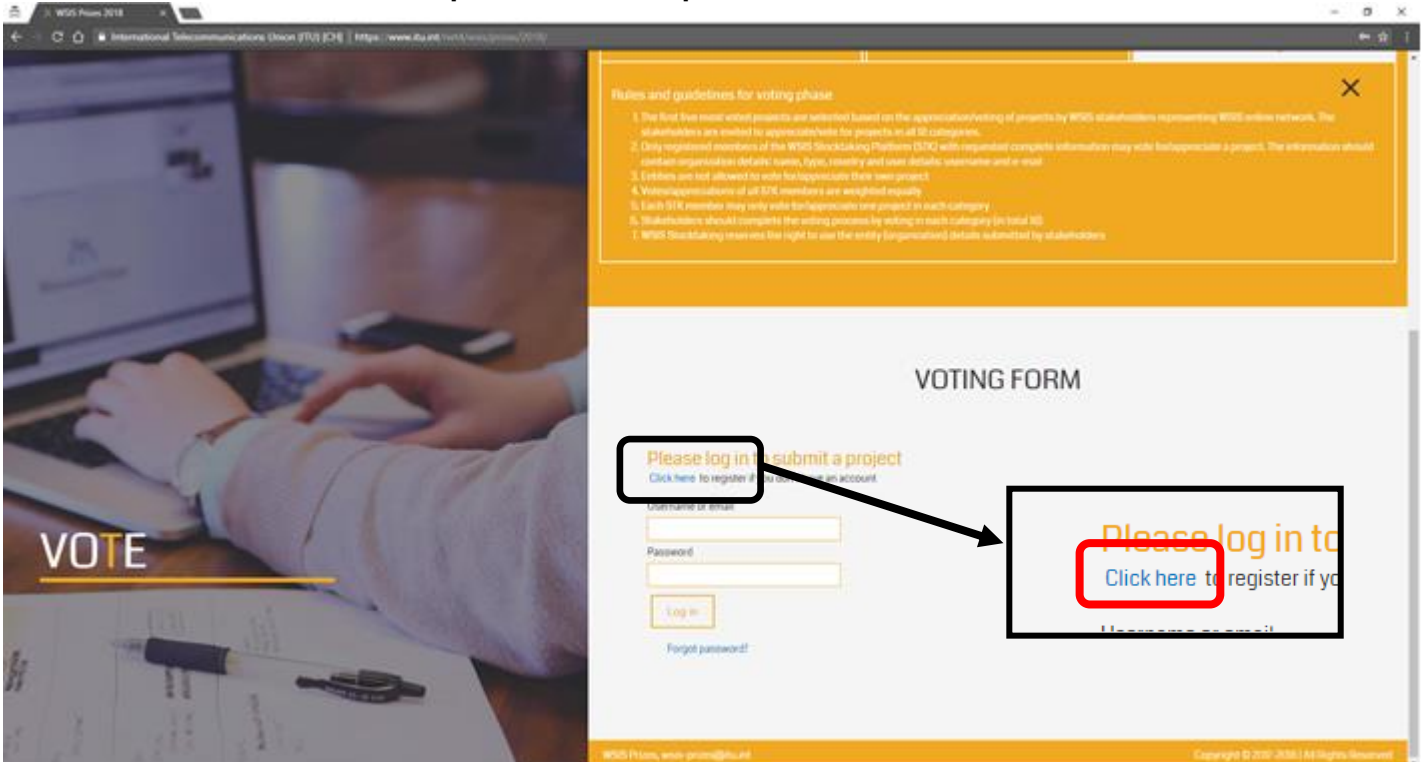 WSIS Prizes 2018
International Telecommunications Union (ITU) [CH] | https://www.itu.int/net4/wsis/prizes/2018/
Rules and guidelines for voting phase
1. The first five most voted projects are selected based on the appreciation/voting of projects by WSIS stakeholders representing WSIS online network. The
stakeholders are invited to appreciate/vote for projects in all 18 categories.
2. Only registered members of the WSIS Stocktaking Platform (STK) with requested complete information may vote for/appreciate a project. The information should
contain organisation details: name, type, country and user details: username and e-mail
3. Entities are not allowed to vote for/appreciate their own project
4. Votes/appreciations of all STK members are weighted equally
5. Each STK member may only vote for/appreciate one project in each category
6. Stakeholders should complete the voting process by voting in each category (in total 18)
7. WSIS Stocktaking reserves the right to use the entity (organisation) details submitted by stakeholders
VOTING FORM
Please log in to submit a project
Click here to register if you don't have an account
Username or email
Password
Log in
Forgot password?
VOTE
Please log in to
Click here to register if yo
Username or email
WSIS Prizes, wsis-prizes@itu.int
Copyright © 2017-2018 | All Rights Reserved